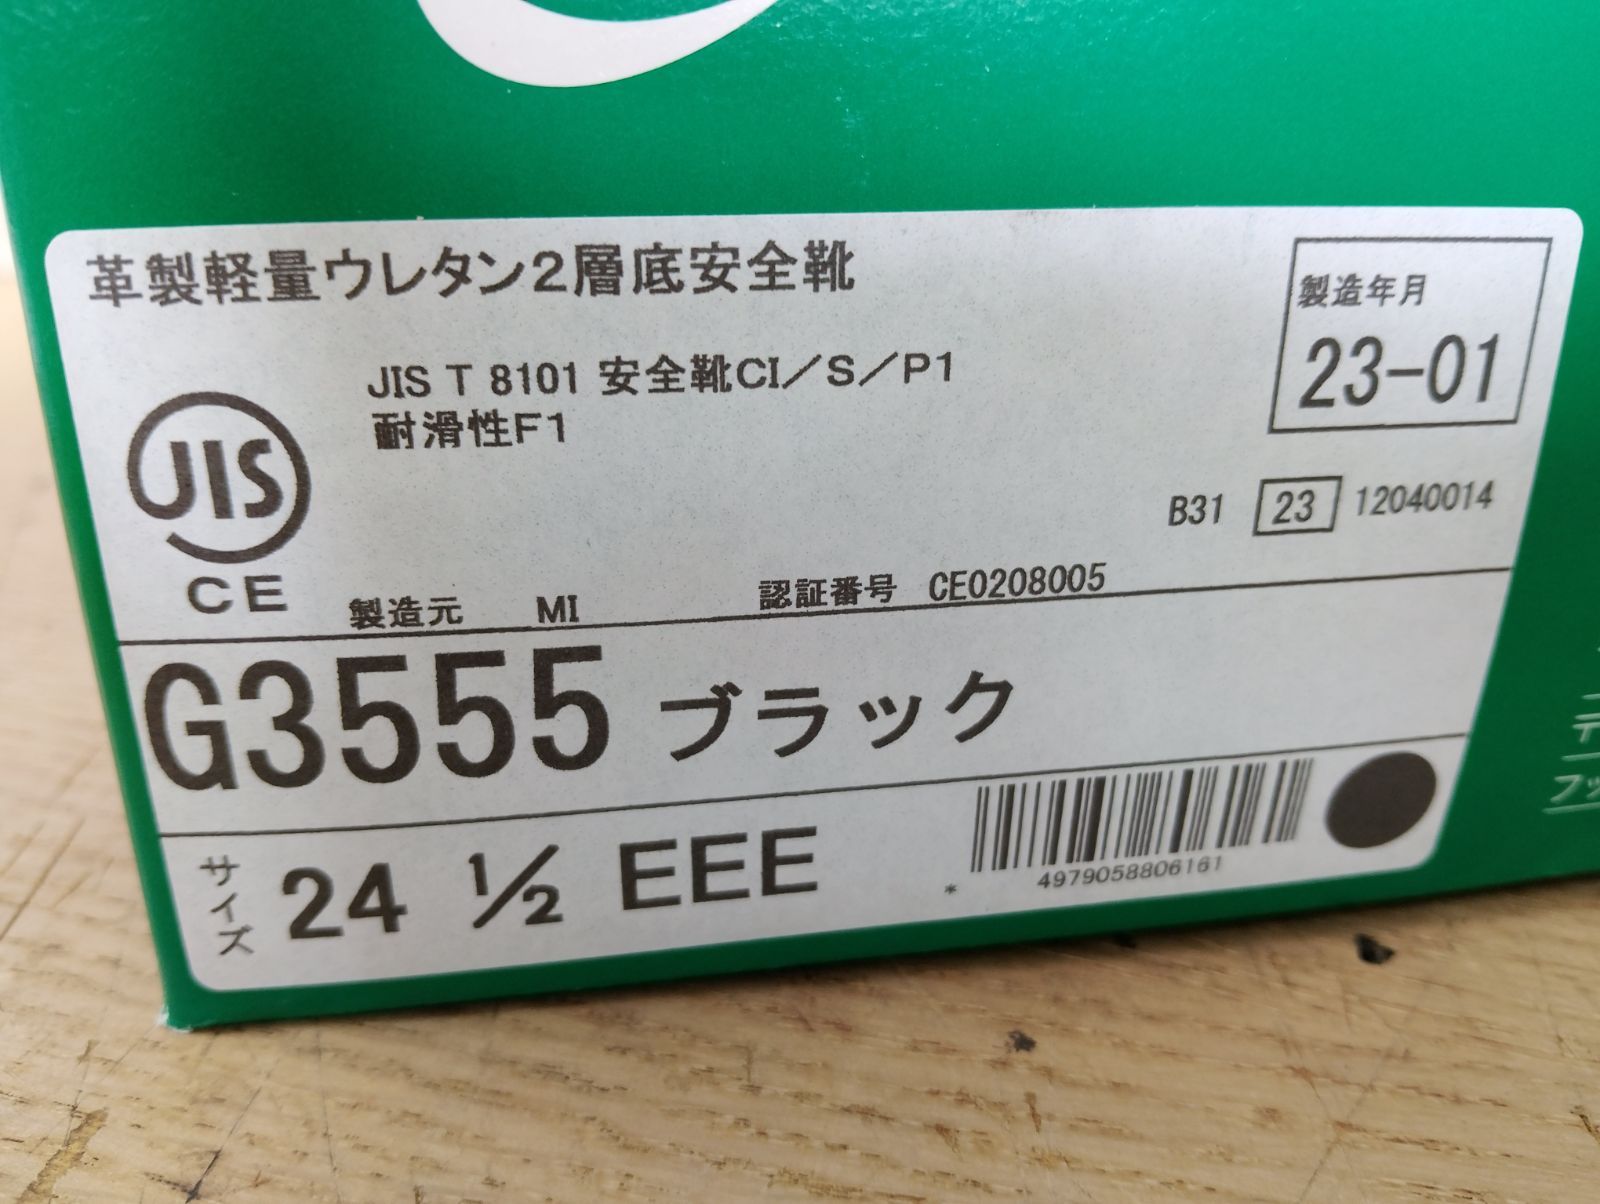 革製軽量ウレタン2層底安全靴
製造年月
23-01
JIS T 8101 安全靴CI/S/P1
耐滑性F1
JIS
CE
B31 23 12040014
製造元 MI 認証番号 CE0208005
G3555 ブラック
サイズ 24 1/2 EEE
* 4979058806161